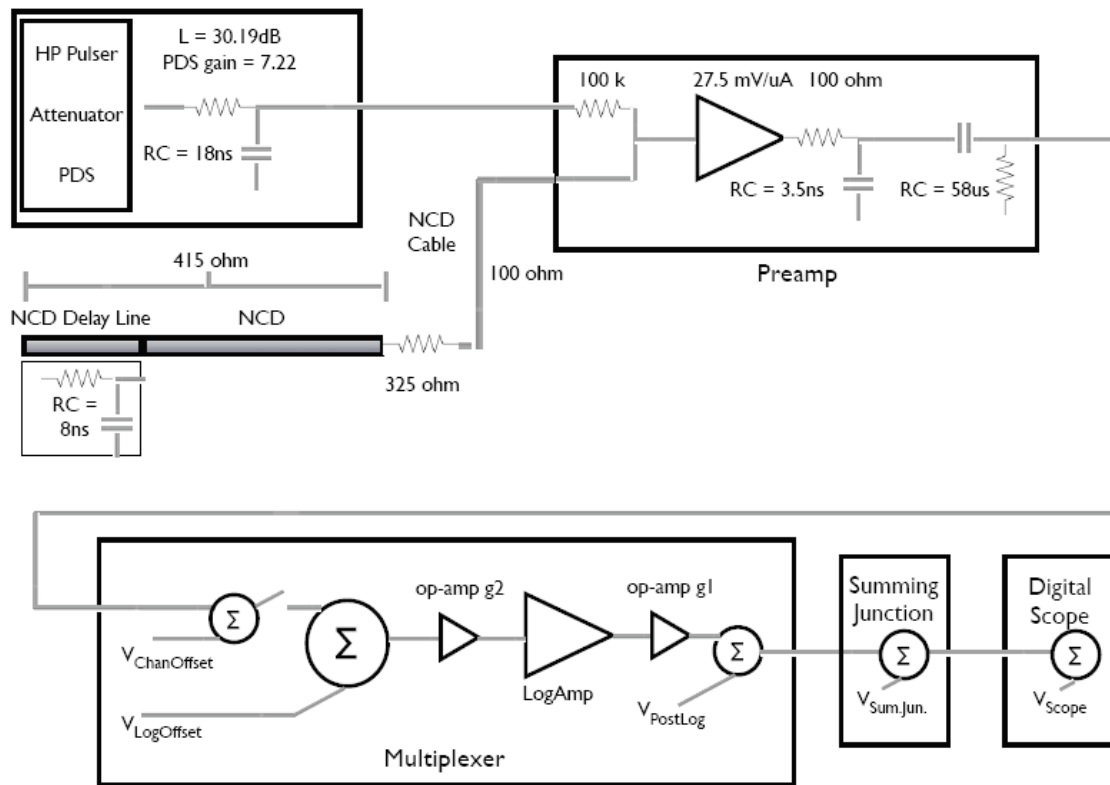 HP Pulser
Attenuator
PDS
L = 30.19dB
PDS gain = 7.22
RC = 18ns
100 k
27.5 mV/uA
100 ohm
RC = 3.5ns
RC = 58us
Preamp
NCD
Cable
100 ohm
415 ohm
NCD Delay Line
NCD
325 ohm
RC =
8ns
Σ
V_ChanOffset
V_LogOffset
Σ
op-amp g2
LogAmp
op-amp g1
Σ
V_PostLog
Multiplexer
Summing
Junction
Σ
V_Sum.Jun.
Digital
Scope
Σ
V_Scope